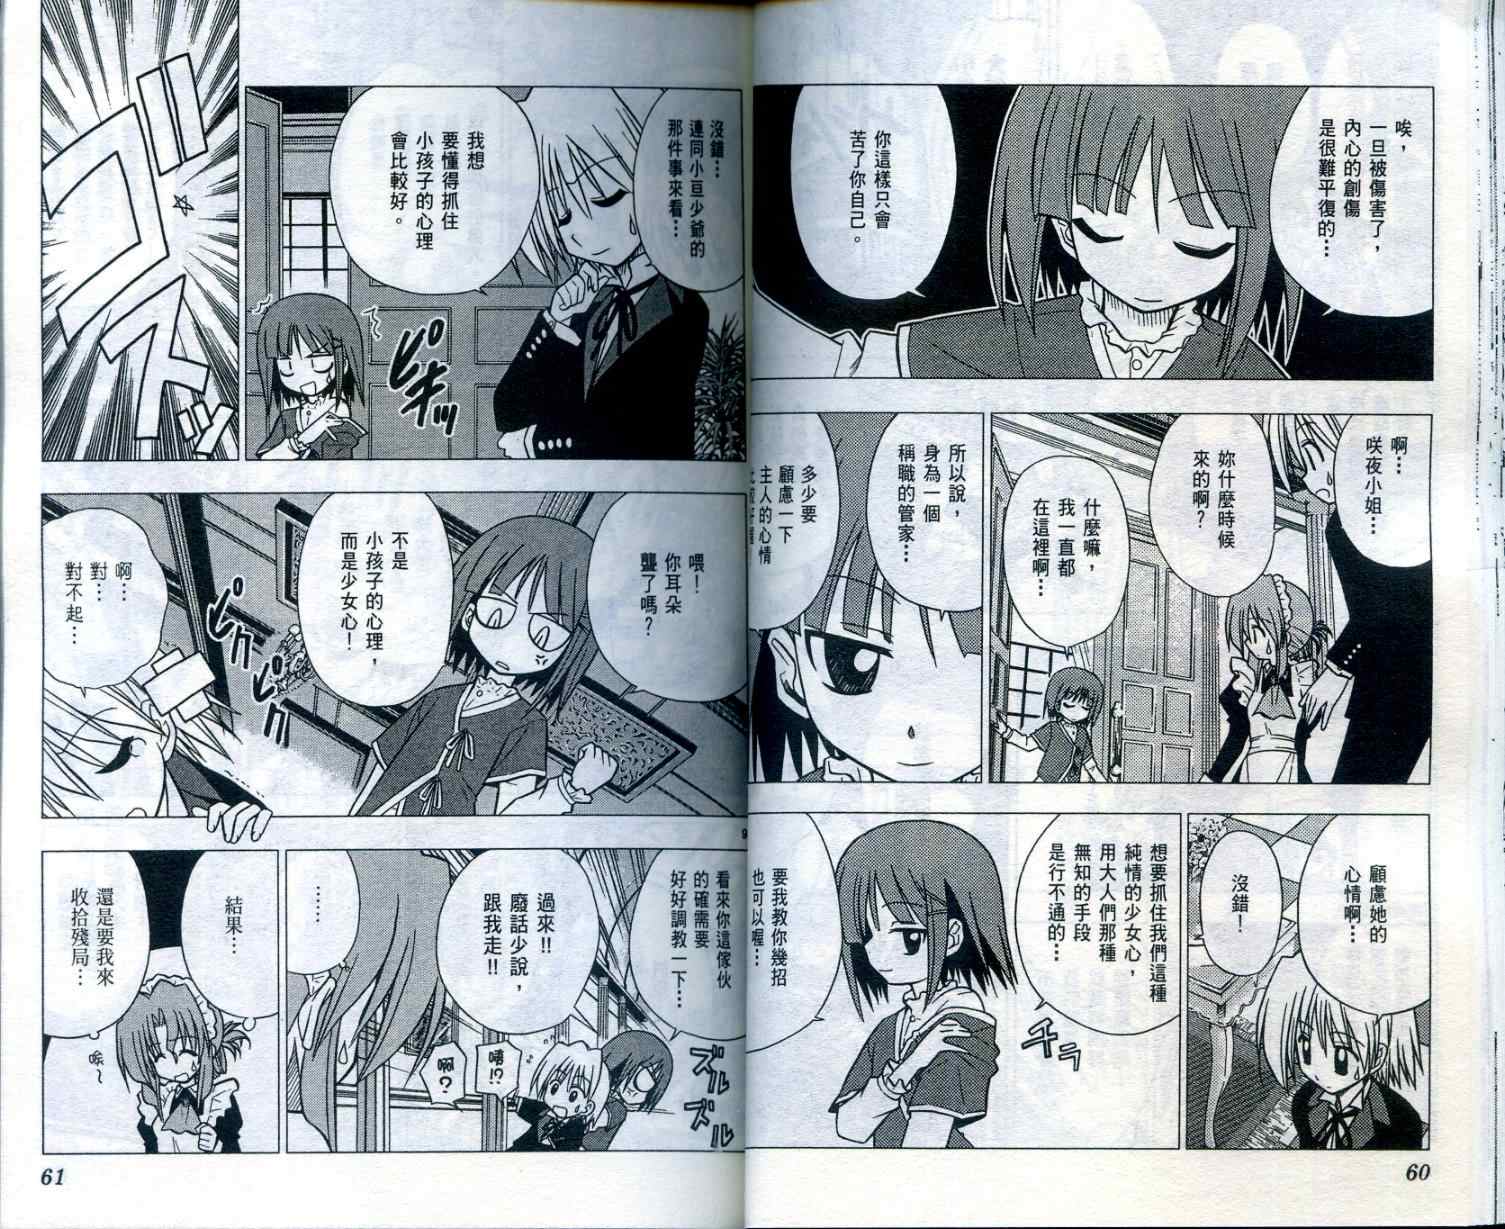 唉，
一旦被傷害了，
內心的創傷
是很難平復的…
你這樣只會
苦了你自己。
啊…
咲夜小姐…
妳什麼時候
來的啊？
什麼嘛，
我一直都
在這裡啊…
所以說，
身為一個
稱職的管家…
多少要
顧慮一下
主人的心情
顧慮她的
心情啊…
沒錯！
想要抓住我們這種
純情的少女心，
用大人們那種
無知的手段
是行不通的…
チラ
要我教你幾招
也可以喔…
60
沒錯…
連同小亘少爺的
那件事來看…
我想
要懂得抓住
小孩子的心理
會比較好。
ピキッ
喂！
你耳朵
聾了嗎？
不是
小孩子的心理，
而是少女心！
ピクピク
啊…
對…
對不起…
看來你這傢伙
的確需要
好好調教一下…
過來!!
廢話少說，
跟我走!!
ズルズル
嘻!?
啊？
……
結果…
還是要我來
收拾殘局…
唉～
61